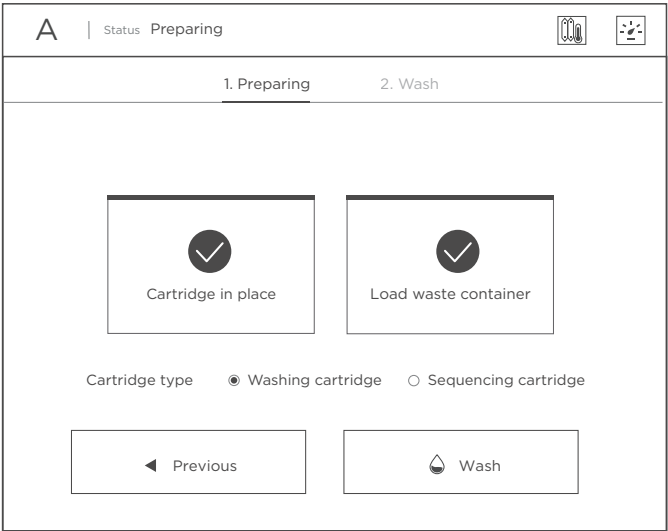 A | Status Preparing
1. Preparing 2. Wash
Cartridge in place Load waste container
Cartridge type Washing cartridge Sequencing cartridge
Previous Wash